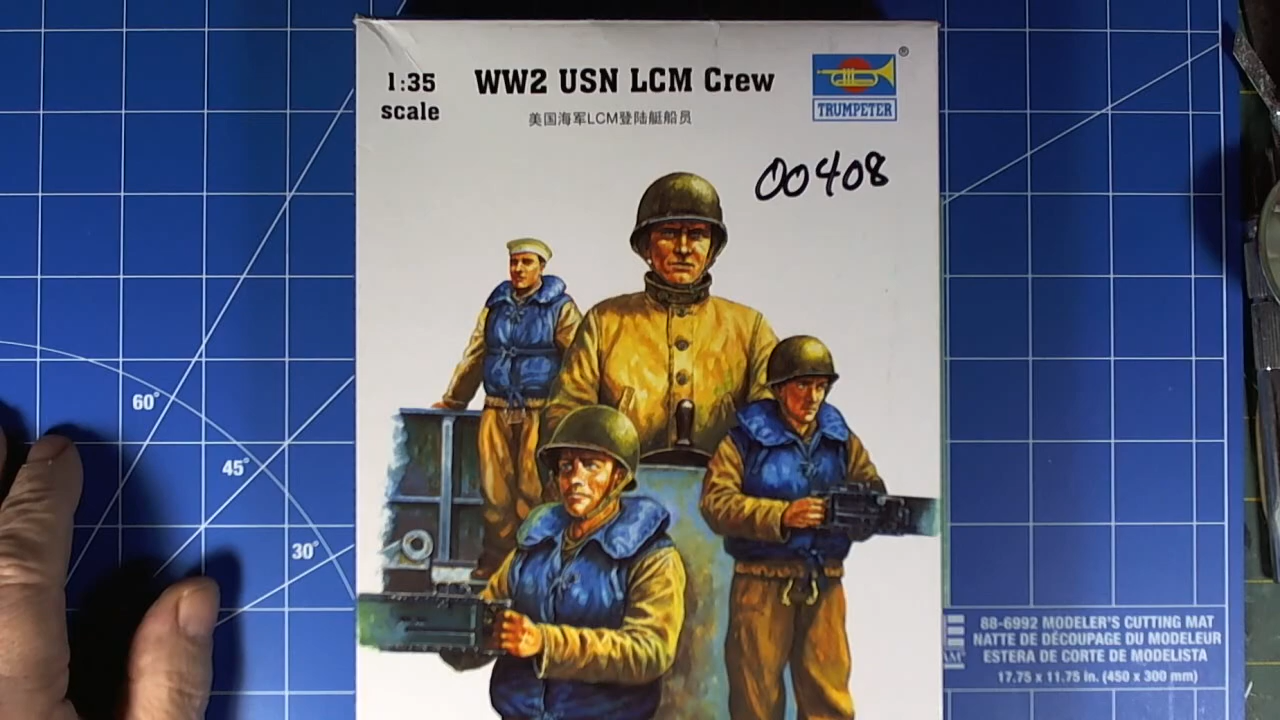 1:35
scale
WW2 USN LCM Crew
美国海军LCM登陆艇船员
®
TRUMPETER
00408
60°
45°
30°
88-6992 MODELER'S CUTTING MAT
NATTE DE DÉCOUPAGE DU MODELEUR
ESTERA DE CORTE DE MODELISTA
17.75 x 11.75 in. (450 x 300 mm)